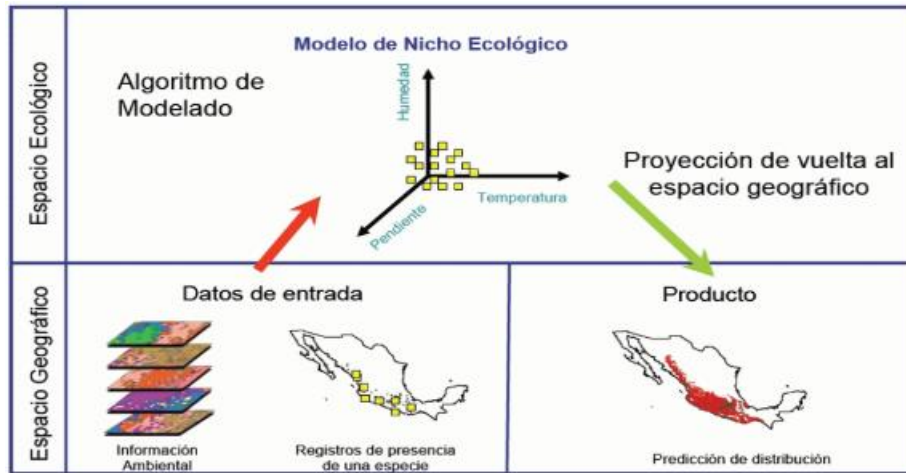 Espacio Ecológico
Modelo de Nicho Ecológico
Algoritmo de
Modelado
Humedad
Temperatura
Pendiente
Proyección de vuelta al
espacio geográfico
Espacio Geográfico
Datos de entrada
Información
Ambiental
Registros de presencia
de una especie
Producto
Predicción de distribución